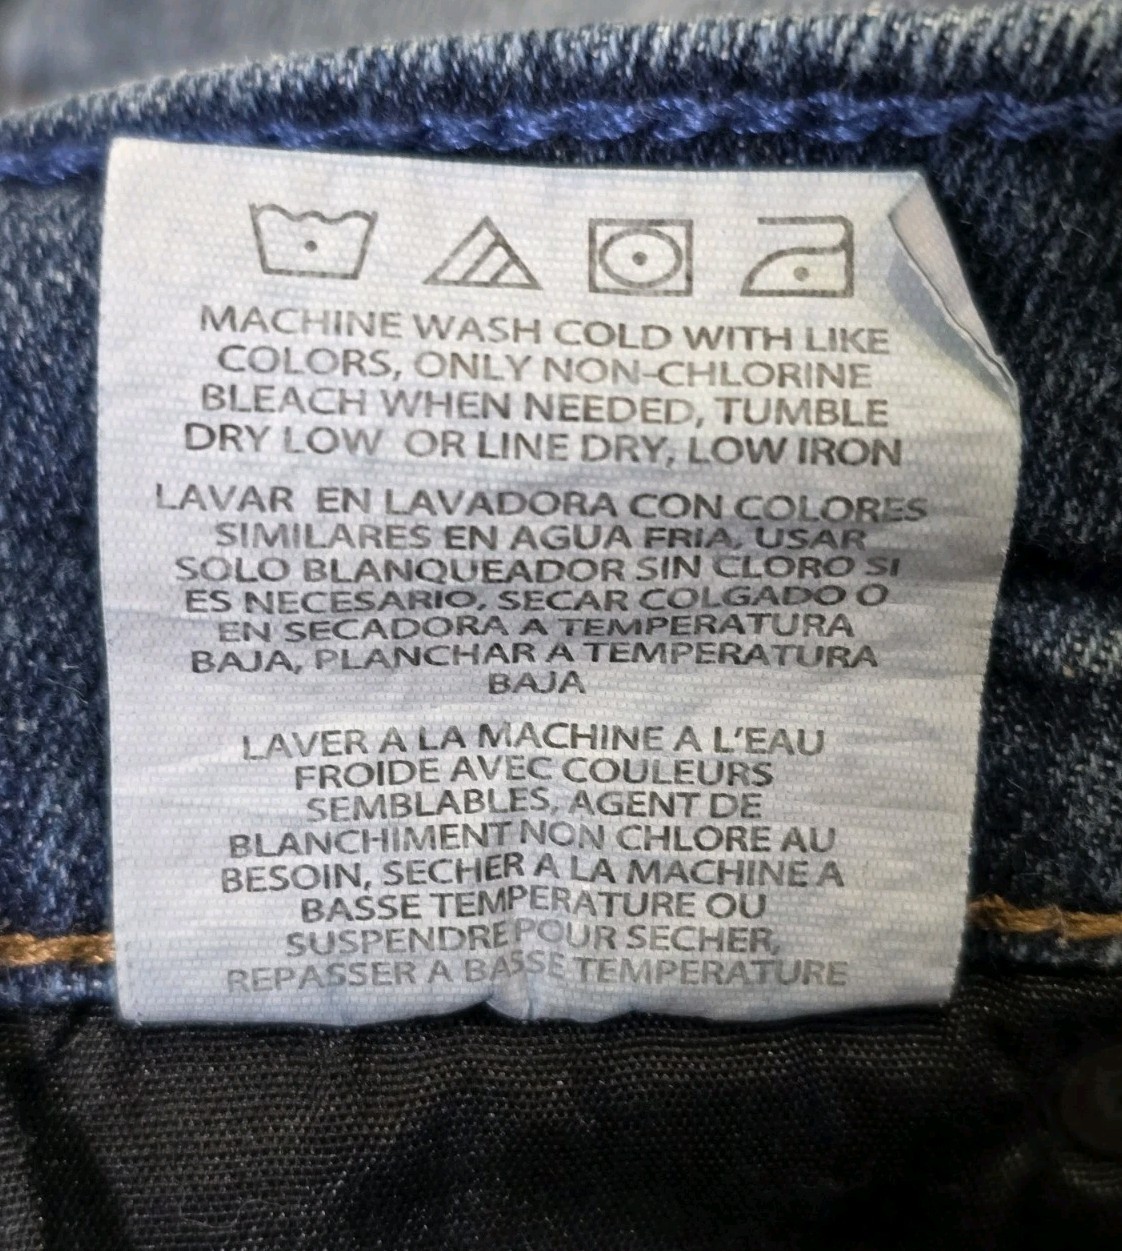 MACHINE WASH COLD WITH LIKE
COLORS, ONLY NON-CHLORINE
BLEACH WHEN NEEDED, TUMBLE
DRY LOW OR LINE DRY, LOW IRON
LAVAR EN LAVADORA CON COLORES
SIMILARES EN AGUA FRIA, USAR
SOLO BLANQUEADOR SIN CLORO SI
ES NECESARIO, SECAR COLGADO O
EN SECADORA A TEMPERATURA
BAJA, PLANCHAR A TEMPERATURA
BAJA
LAVER A LA MACHINE A L'EAU
FROIDE AVEC COULEURS
SEMBLABLES, AGENT DE
BLANCHIMENT NON CHLORE AU
BESOIN, SECHER A LA MACHINE A
BASSE TEMPERATURE OU
SUSPENDRE POUR SECHER,
REPASSER A BASSE TEMPERATURE